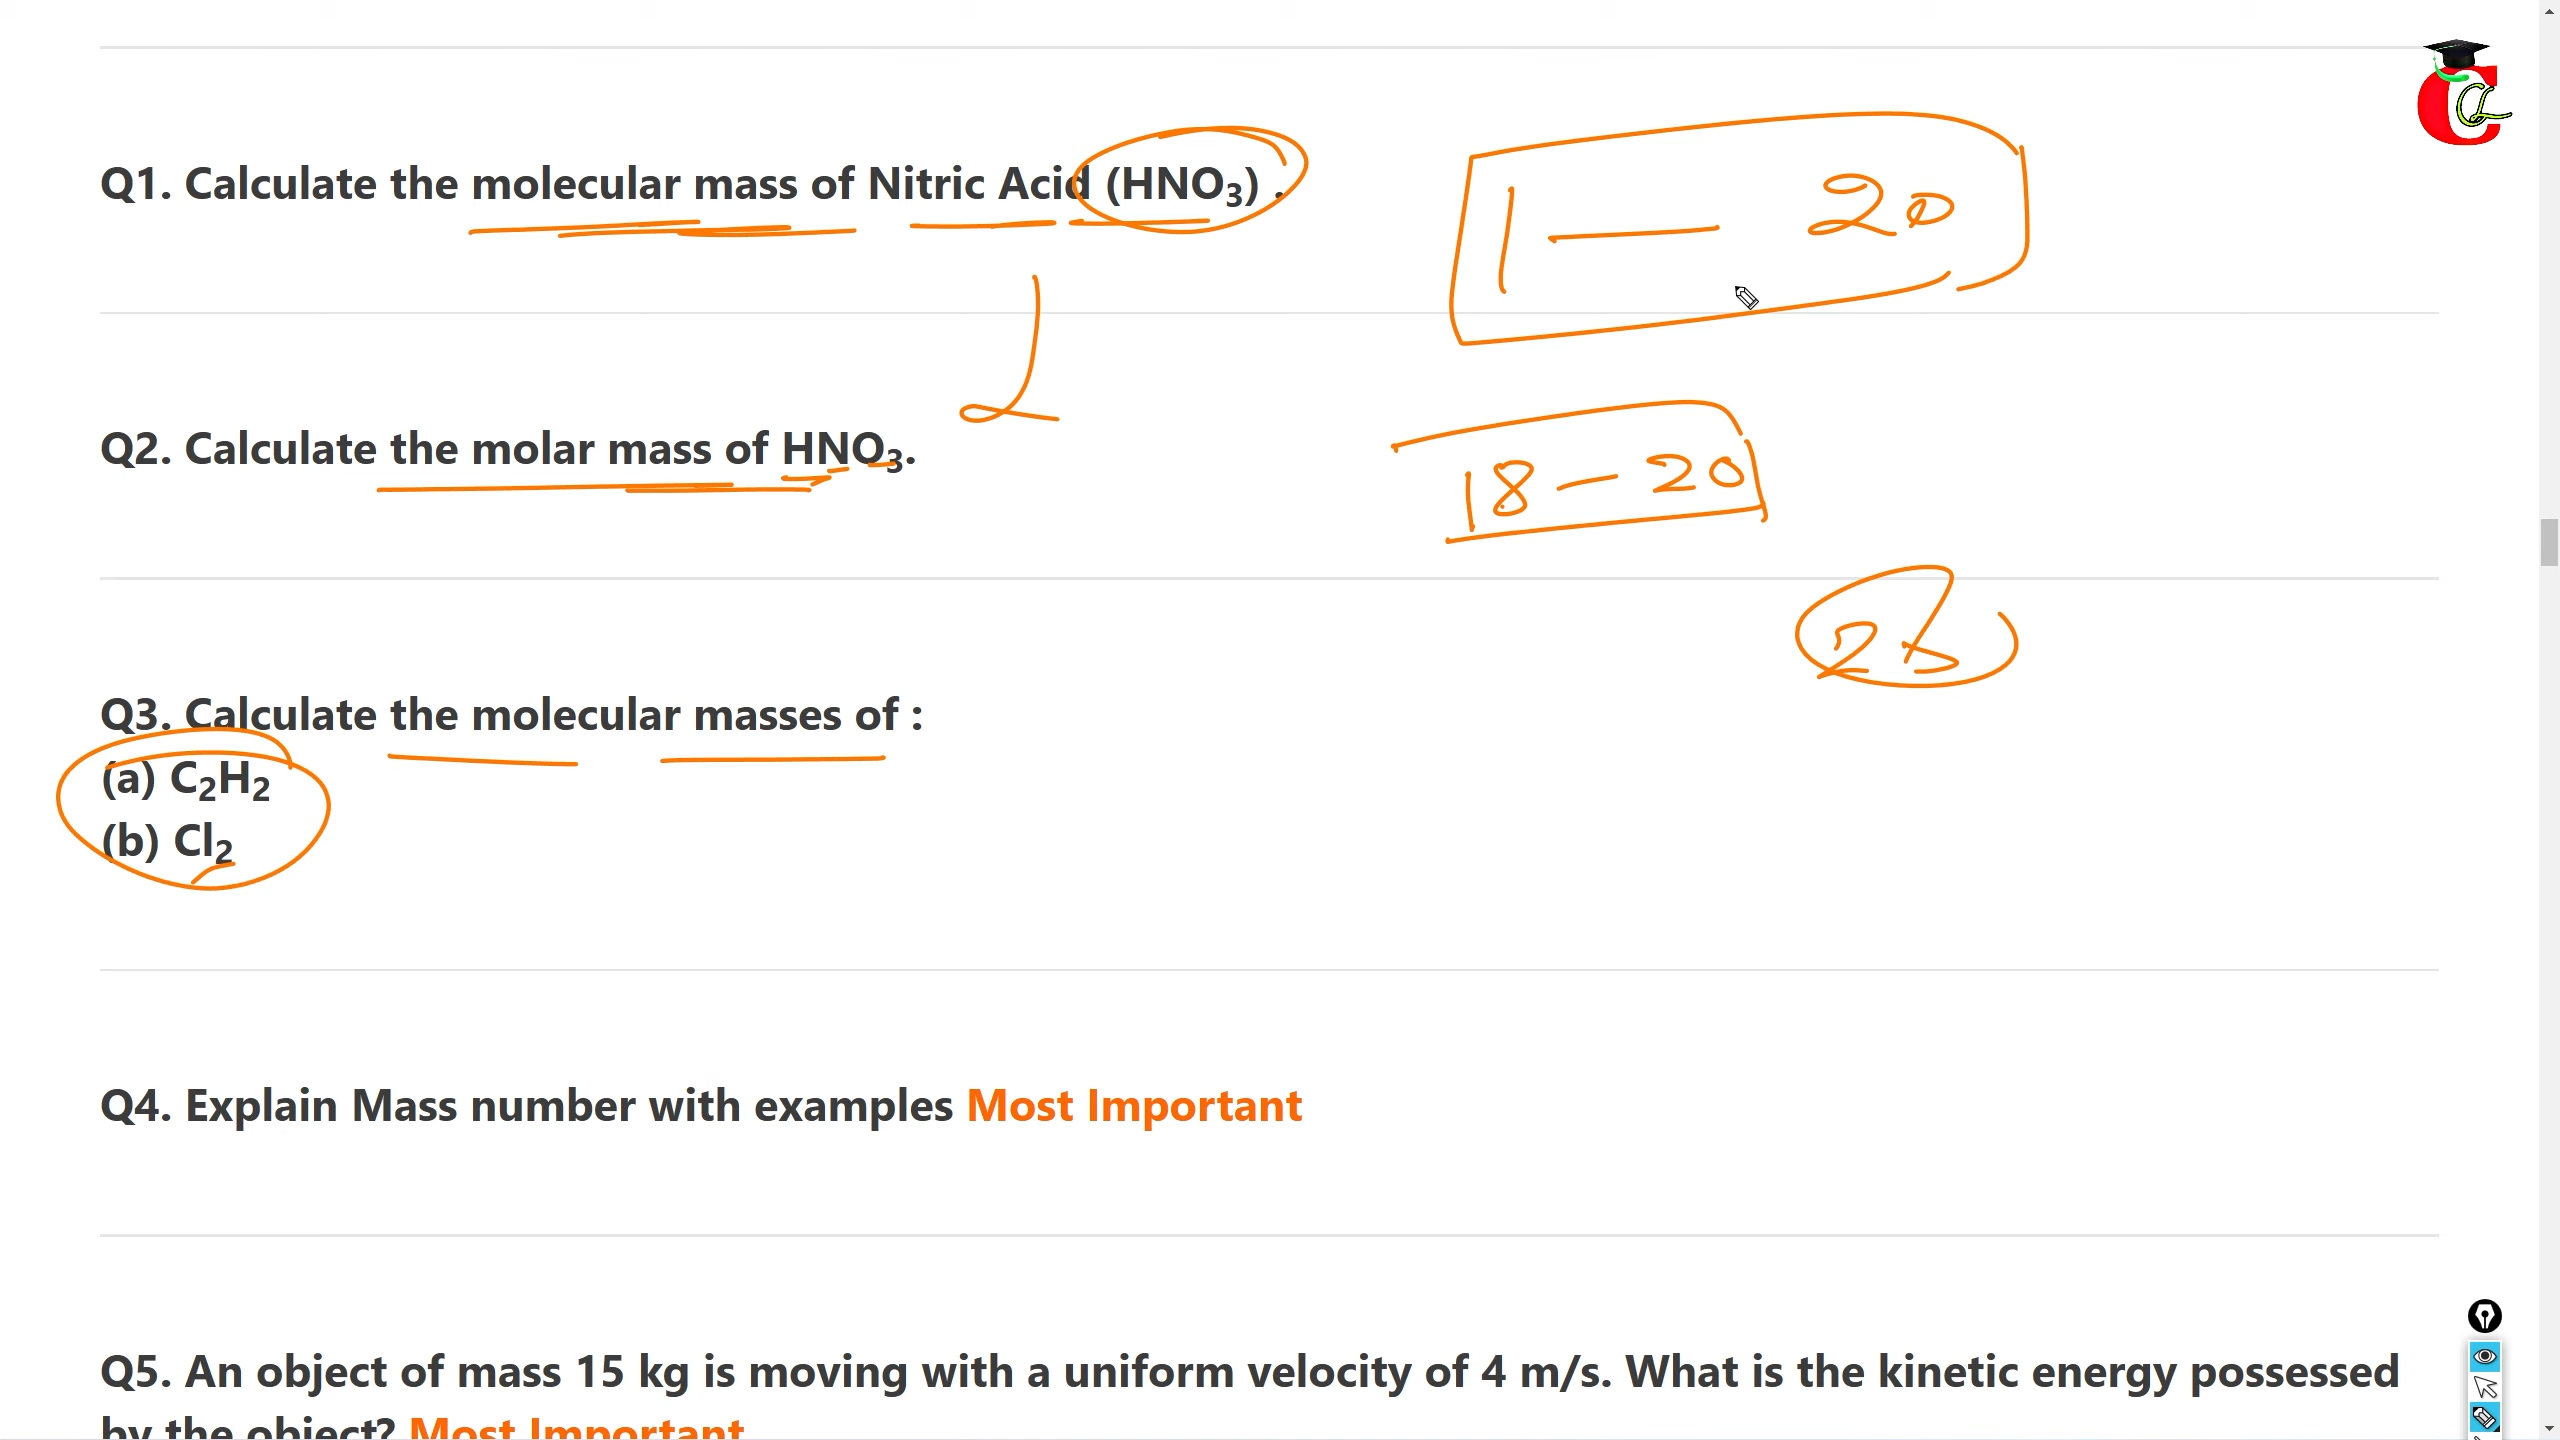 Q1. Calculate the molecular mass of Nitric Acid (HNO₃) .
1 — 20
Q2. Calculate the molar mass of HNO₃.
18 – 20
Q3. Calculate the molecular masses of :
(a) C₂H₂
(b) Cl₂
Q4. Explain Mass number with examples Most Important
Q5. An object of mass 15 kg is moving with a uniform velocity of 4 m/s. What is the kinetic energy possessed
by the object? Most Important